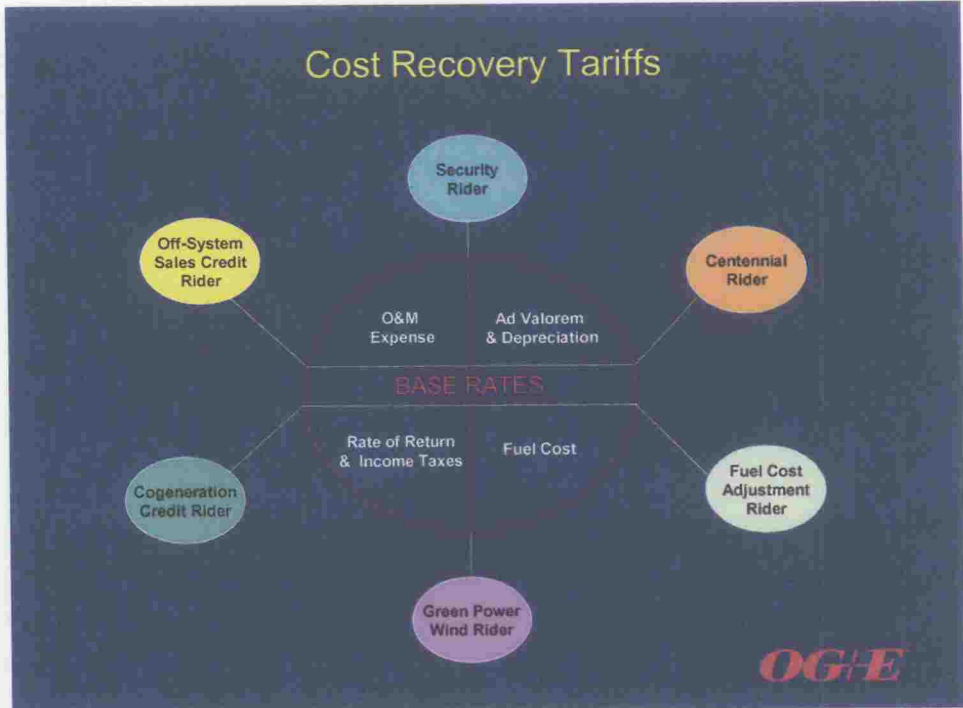 Cost Recovery Tariffs
Security
Rider
Off-System
Sales Credit
Rider
Centennial
Rider
O&M
Expense
Ad Valorem
& Depreciation
BASE RATES
Rate of Return
& Income Taxes
Fuel Cost
Cogeneration
Credit Rider
Fuel Cost
Adjustment
Rider
Green Power
Wind Rider
OG+E